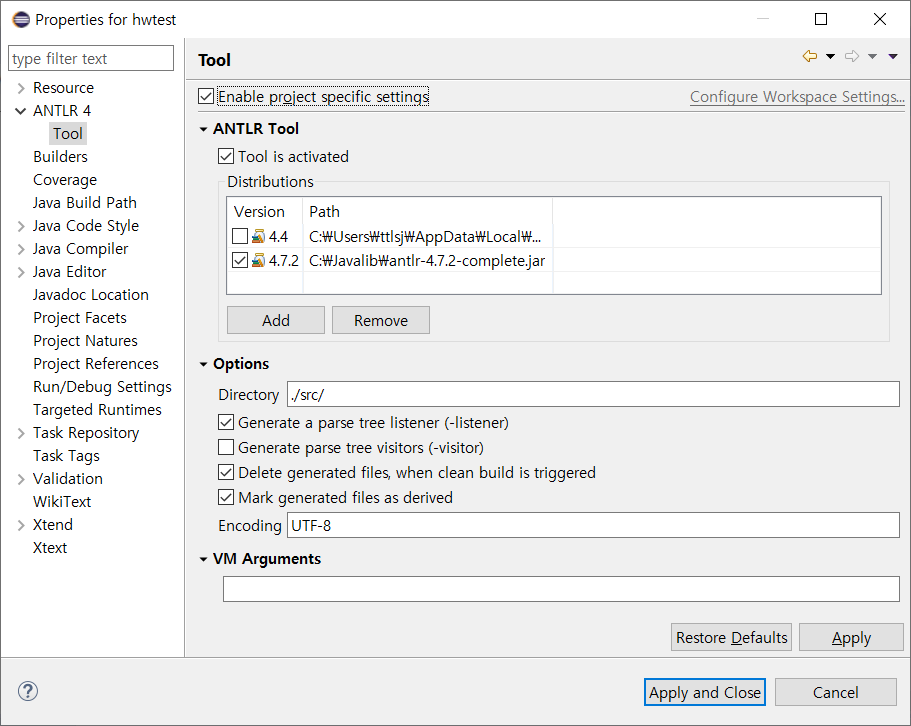 Properties for hwtest
type filter text
Resource
ANTLR 4
Tool
Builders
Coverage
Java Build Path
Java Code Style
Java Compiler
Java Editor
Javadoc Location
Project Facets
Project Natures
Project References
Run/Debug Settings
Targeted Runtimes
Task Repository
Task Tags
Validation
WikiText
Xtend
Xtext
Tool
Enable project specific settings
Configure Workspace Settings...
ANTLR Tool
Tool is activated
Distributions
Version Path
4.4 C:₩Users₩ttlsj₩AppData₩Local₩...
4.7.2 C:₩Javalib₩antlr-4.7.2-complete.jar
Add Remove
Options
Directory ./src/
Generate a parse tree listener (-listener)
Generate parse tree visitors (-visitor)
Delete generated files, when clean build is triggered
Mark generated files as derived
Encoding UTF-8
VM Arguments
Restore Defaults Apply
? Apply and Close Cancel